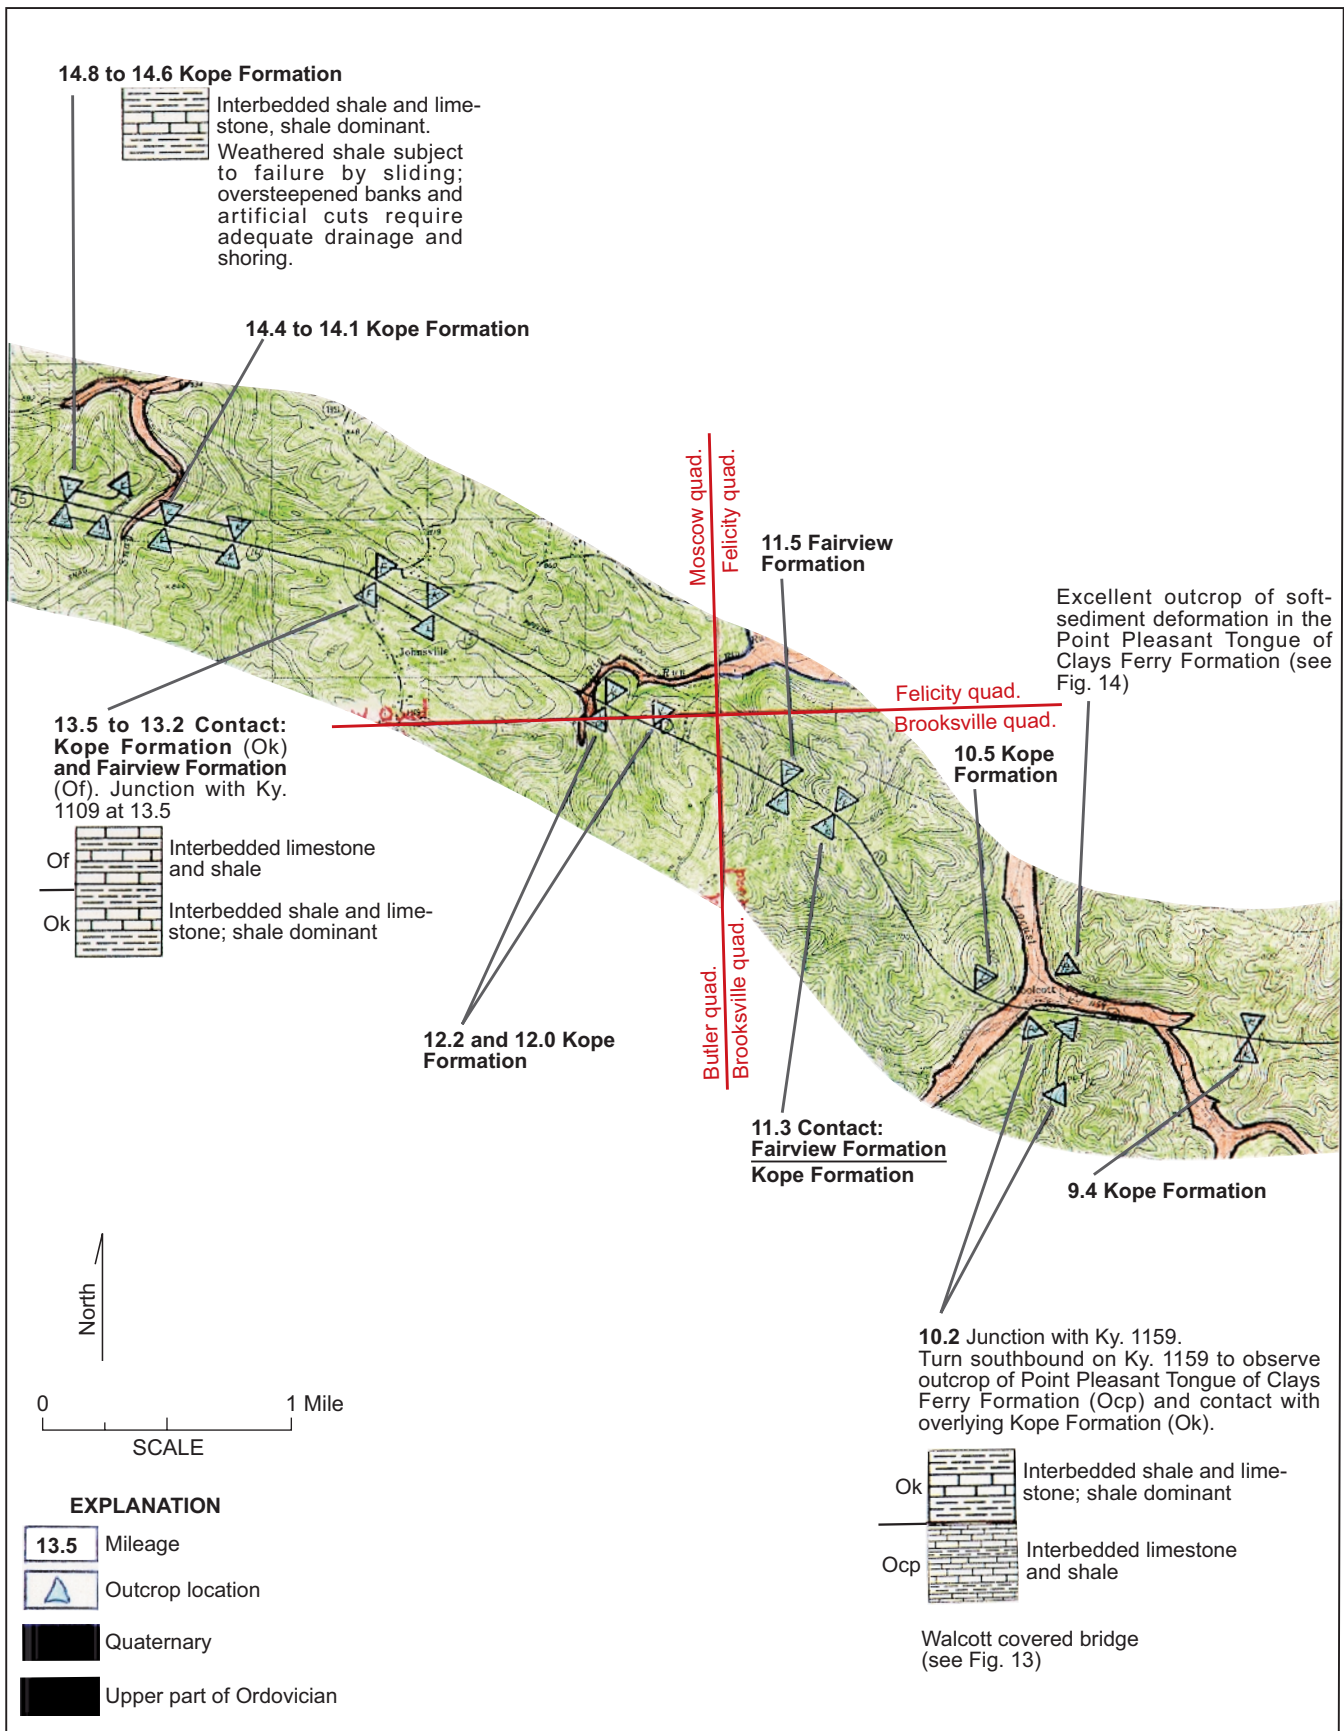 14.8 to 14.6 Kope Formation
Interbedded shale and lime-
stone, shale dominant.
Weathered shale subject
to failure by sliding;
oversteepened banks and
artificial cuts require
adequate drainage and
shoring.
14.4 to 14.1 Kope Formation
Moscow quad.
Felicity quad.
11.5 Fairview
Formation
Excellent outcrop of soft-
sediment deformation in the
Point Pleasant Tongue of
Clays Ferry Formation (see
Fig. 14)
Johnsville
Run
Felicity quad.
Brooksville quad.
13.5 to 13.2 Contact:
Kope Formation (Ok)
and Fairview Formation
(Of). Junction with Ky.
1109 at 13.5
Of
Interbedded limestone
and shale
Ok
Interbedded shale and lime-
stone; shale dominant
10.5 Kope
Formation
Locust
Woolcott
12.2 and 12.0 Kope
Formation
Butler quad.
Brooksville quad.
11.3 Contact:
Fairview Formation
Kope Formation
9.4 Kope Formation
North
10.2 Junction with Ky. 1159.
Turn southbound on Ky. 1159 to observe
outcrop of Point Pleasant Tongue of Clays
Ferry Formation (Ocp) and contact with
overlying Kope Formation (Ok).
Ok
Interbedded shale and lime-
stone; shale dominant
Ocp
Interbedded limestone
and shale
Walcott covered bridge
(see Fig. 13)
0 1 Mile
SCALE
EXPLANATION
13.5 Mileage
Outcrop location
Quaternary
Upper part of Ordovician